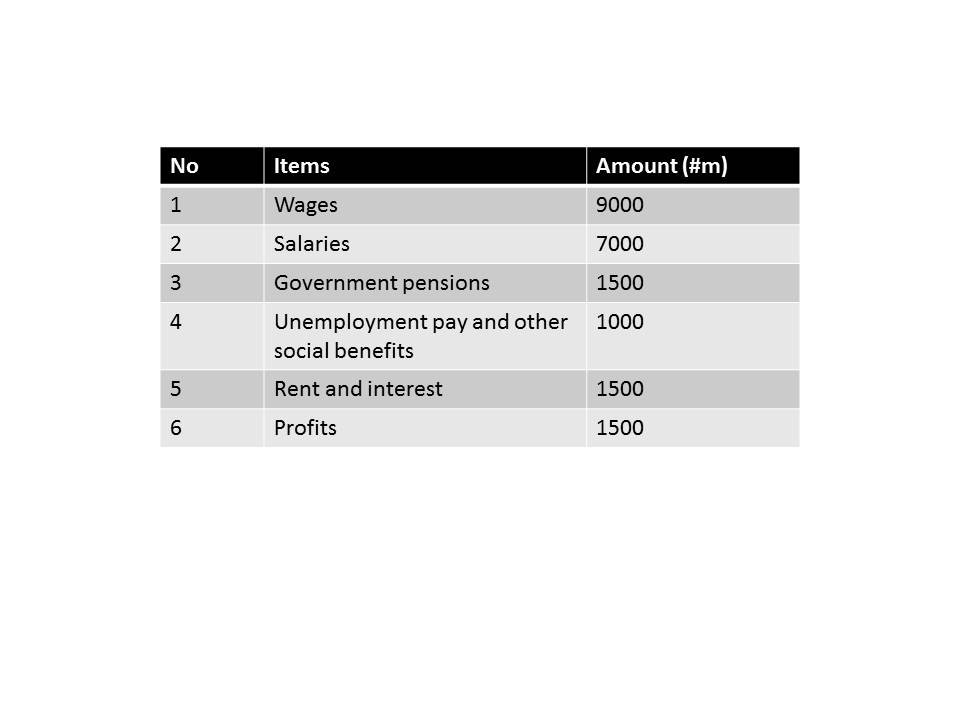 No Items Amount (#m)
1 Wages 9000
2 Salaries 7000
3 Government pensions 1500
4 Unemployment pay and other 1000
social benefits
5 Rent and interest 1500
6 Profits 1500